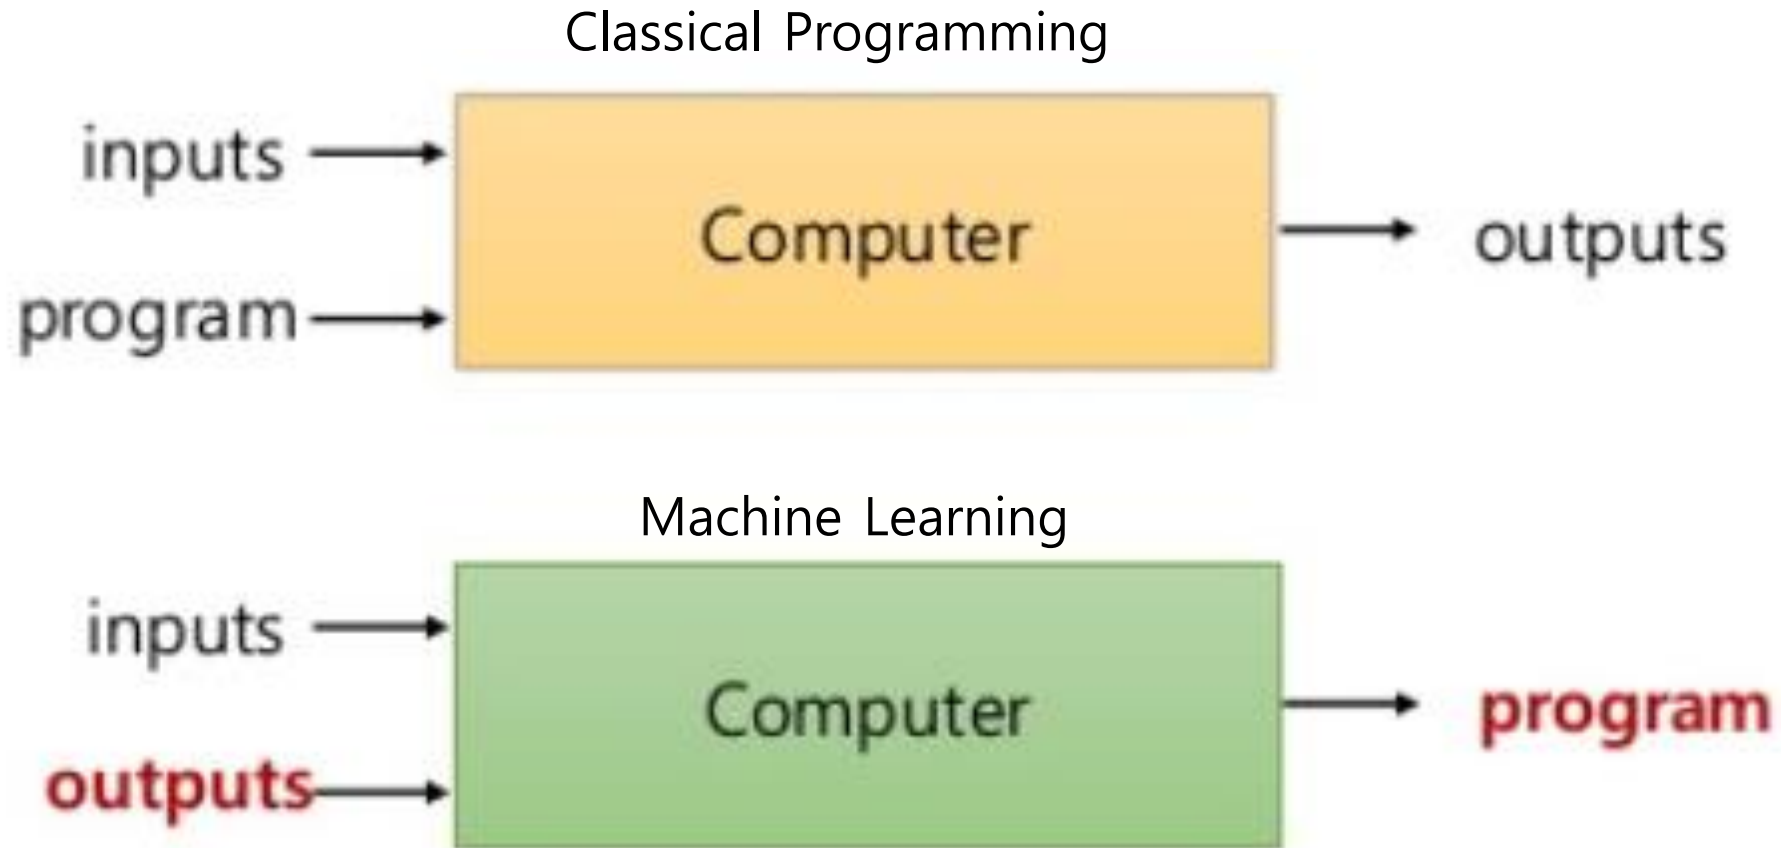 Classical Programming
inputs
program
Computer
outputs
Machine Learning
inputs
outputs
Computer
program